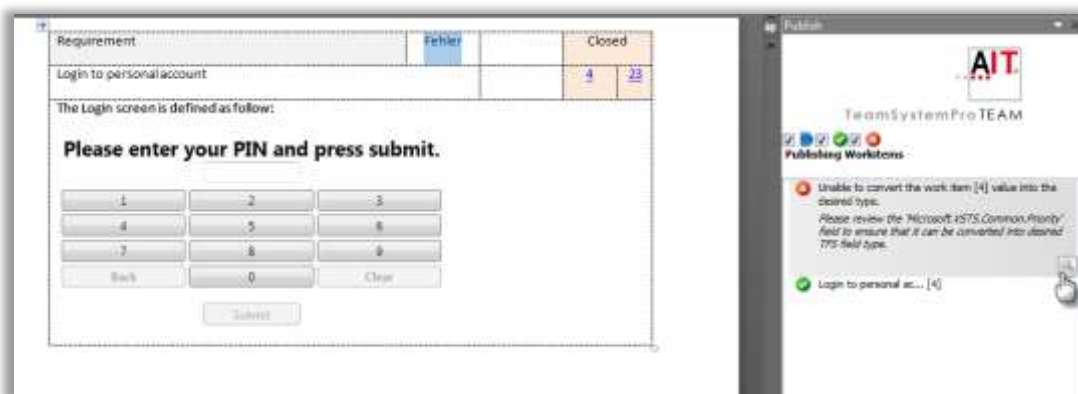 Requirement Fehler Closed
Login to personal account 4 23
The Login screen is defined as follow:
Please enter your PIN and press submit.
1 2 3
4 5 6
7 8 9
Back 0 Clear
Submit
Publish
AIT
TeamSystemProTEAM
Publishing Workitems
Unable to convert the work item [4] value into the
desired type.
Please review the 'Microsoft.VSTS.Common.Priority'
field to ensure that it can be converted into desired
TFS field type.
Login to personal ac... [4]